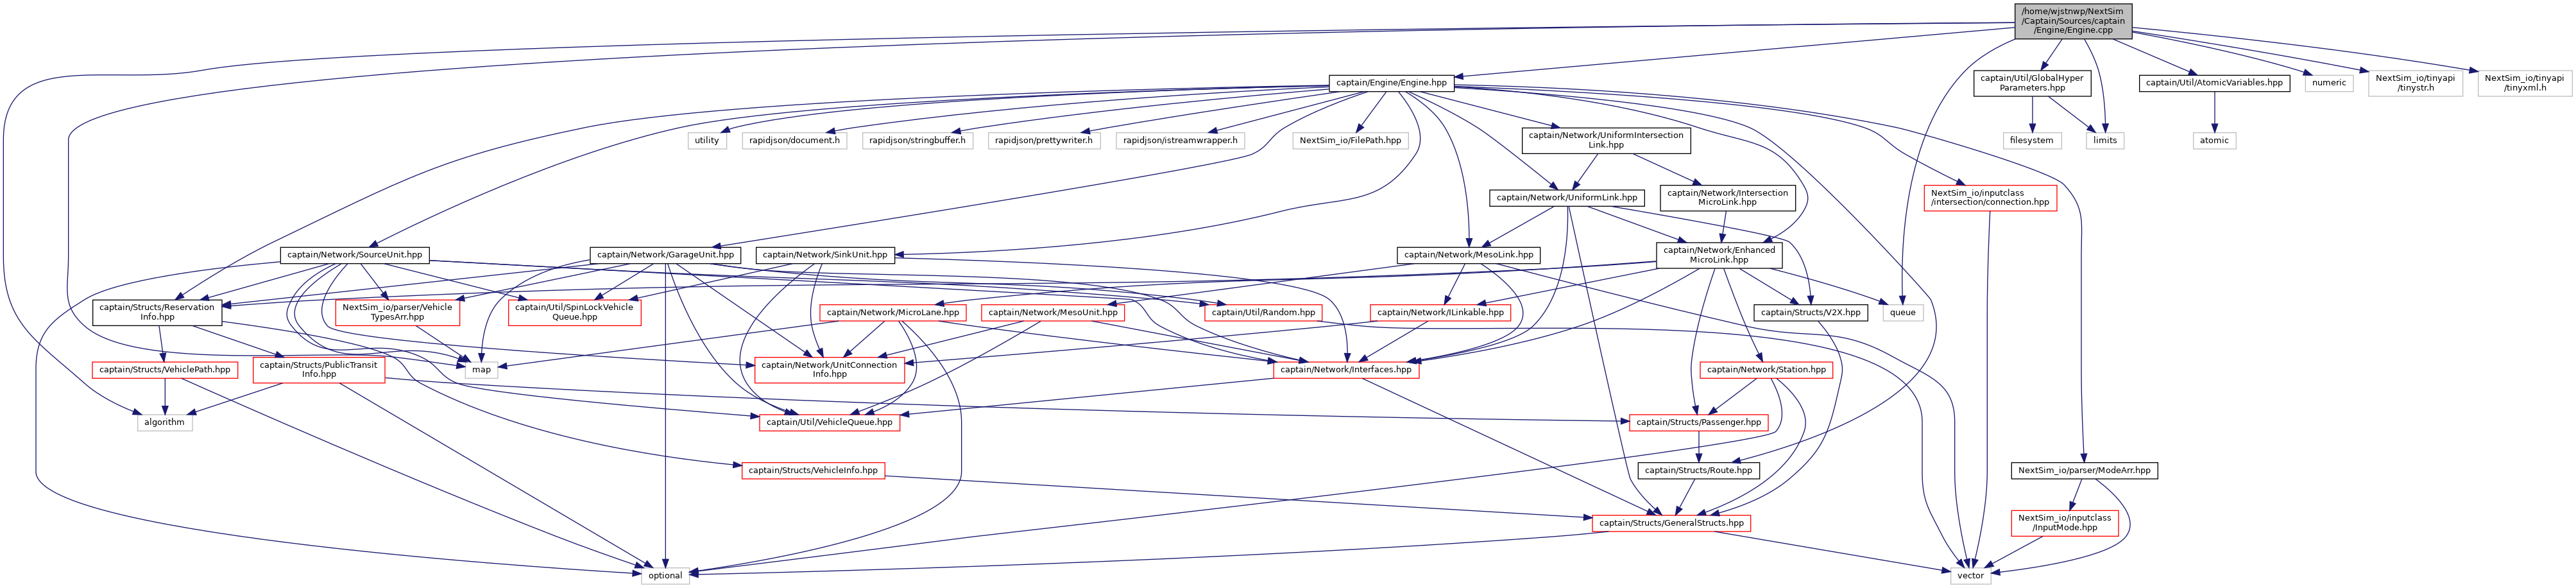 /home/wjstnwp/NextSim
/Captain/Sources/captain
/Engine/Engine.cpp
captain/Engine/Engine.hpp
captain/Util/GlobalHyper
Parameters.hpp
captain/Util/AtomicVariables.hpp
numeric
NextSim_io/tinyapi
/tinystr.h
NextSim_io/tinyapi
/tinyxml.h
utility
rapidjson/document.h
rapidjson/stringbuffer.h
rapidjson/prettywriter.h
rapidjson/istreamwrapper.h
NextSim_io/FilePath.hpp
captain/Network/UniformIntersection
Link.hpp
filesystem
limits
atomic
captain/Network/UniformLink.hpp
captain/Network/Intersection
MicroLink.hpp
NextSim_io/inputclass
/intersection/connection.hpp
captain/Network/SourceUnit.hpp
captain/Network/GarageUnit.hpp
captain/Network/SinkUnit.hpp
captain/Network/MesoLink.hpp
captain/Network/Enhanced
MicroLink.hpp
captain/Structs/Reservation
Info.hpp
NextSim_io/parser/Vehicle
TypesArr.hpp
captain/Util/SpinLockVehicle
Queue.hpp
captain/Network/MicroLane.hpp
captain/Network/MesoUnit.hpp
captain/Util/Random.hpp
captain/Network/ILinkable.hpp
captain/Structs/V2X.hpp
queue
captain/Structs/VehiclePath.hpp
captain/Structs/PublicTransit
Info.hpp
map
captain/Network/UnitConnection
Info.hpp
captain/Network/Interfaces.hpp
captain/Network/Station.hpp
algorithm
captain/Util/VehicleQueue.hpp
captain/Structs/Passenger.hpp
captain/Structs/VehicleInfo.hpp
captain/Structs/Route.hpp
NextSim_io/parser/ModeArr.hpp
captain/Structs/GeneralStructs.hpp
NextSim_io/inputclass
/InputMode.hpp
optional
vector